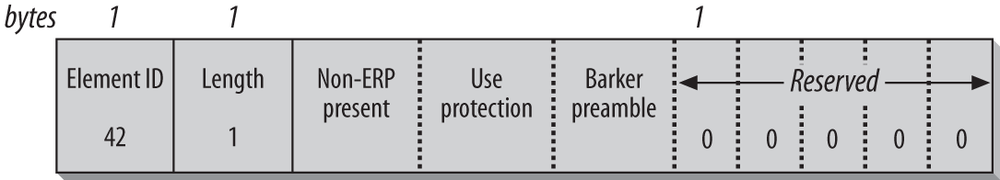 bytes 1 1 1
Element ID Length Non-ERP present Use protection Barker preamble Reserved
42 1 0 0 0 0 0